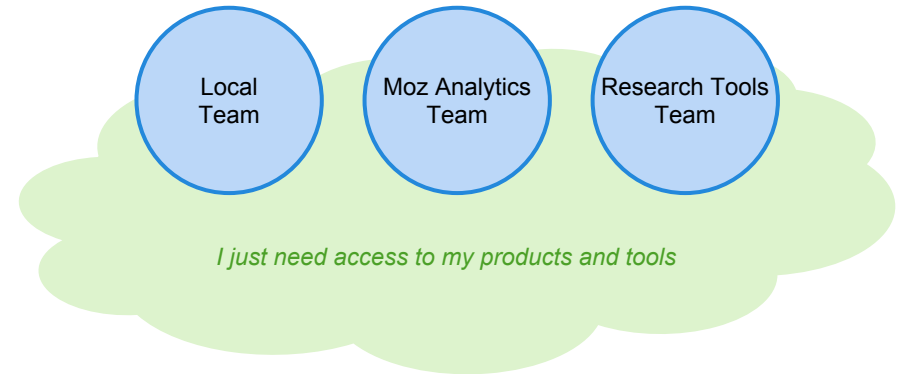 Local
Team
Moz Analytics
Team
Research Tools
Team
I just need access to my products and tools